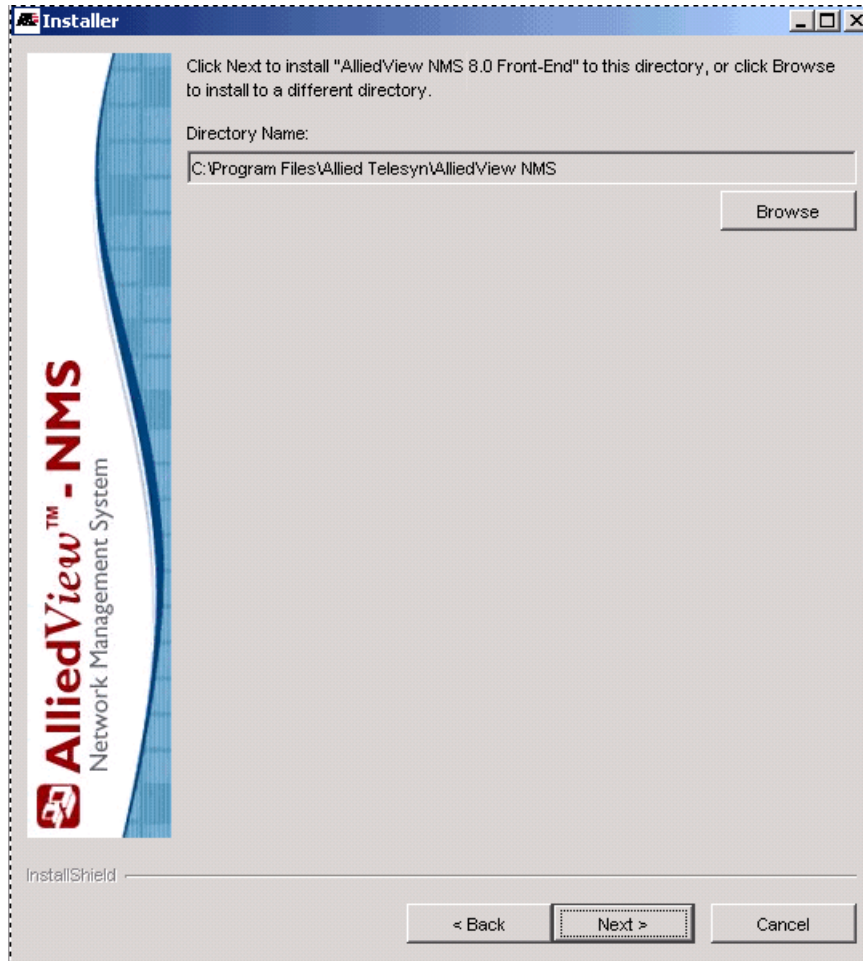 Installer
Click Next to install "AlliedView NMS 8.0 Front-End" to this directory, or click Browse
to install to a different directory.
Directory Name:
C:\Program Files\Allied Telesyn\AlliedView NMS
Browse
AlliedView™ - NMS
Network Management System
InstallShield
< Back
Next >
Cancel